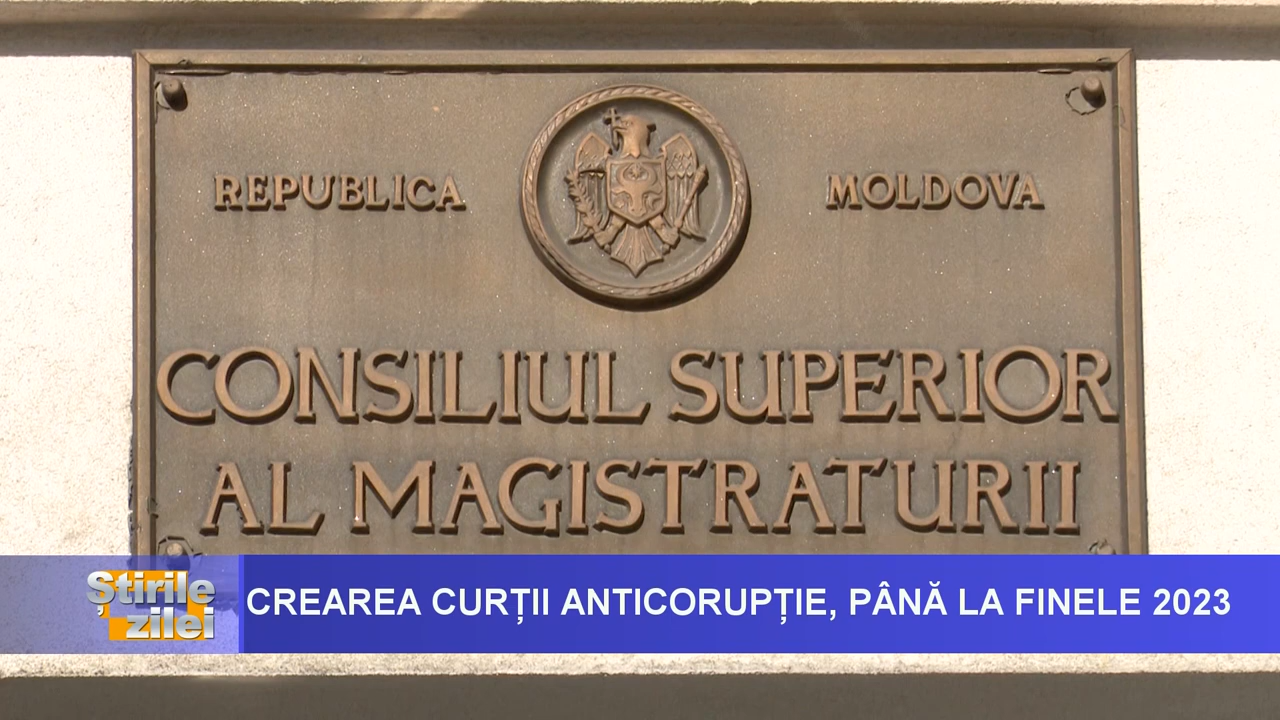 REPUBLICA MOLDOVA
CONSILIUL SUPERIOR
AL MAGISTRATURII
Știrile
zilei
CREAREA CURȚII ANTICORUPȚIE, PÂNĂ LA FINELE 2023